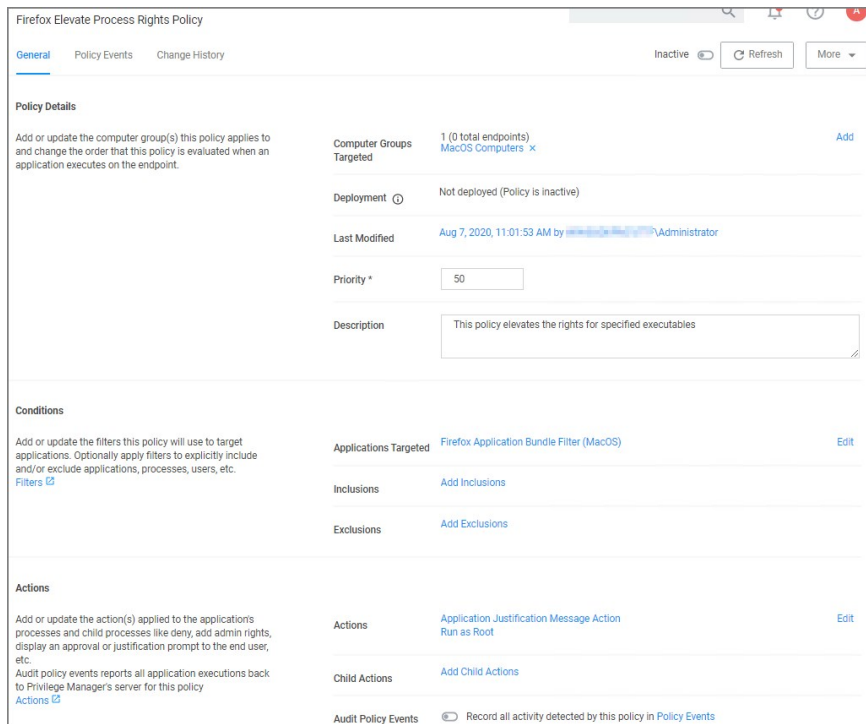 Firefox Elevate Process Rights Policy
A
General Policy Events Change History
Inactive Refresh More
Policy Details
Add or update the computer group(s) this policy applies to
and change the order that this policy is evaluated when an
application executes on the endpoint.
Computer Groups
Targeted
1 (0 total endpoints)
MacOS Computers ×
Add
Deployment
Not deployed (Policy is inactive)
Last Modified
Aug 7, 2020, 11:01:53 AM by \Administrator
Priority *
50
Description
This policy elevates the rights for specified executables
Conditions
Add or update the filters this policy will use to target
applications. Optionally apply filters to explicitly include
and/or exclude applications, processes, users, etc.
Filters
Applications Targeted
Firefox Application Bundle Filter (MacOS)
Edit
Inclusions
Add Inclusions
Exclusions
Add Exclusions
Actions
Add or update the action(s) applied to the application's
processes and child processes like deny, add admin rights,
display an approval or justification prompt to the end user,
etc.
Audit policy events reports all application executions back
to Privilege Manager's server for this policy
Actions
Actions
Application Justification Message Action
Run as Root
Edit
Child Actions
Add Child Actions
Audit Policy Events
Record all activity detected by this policy in Policy Events